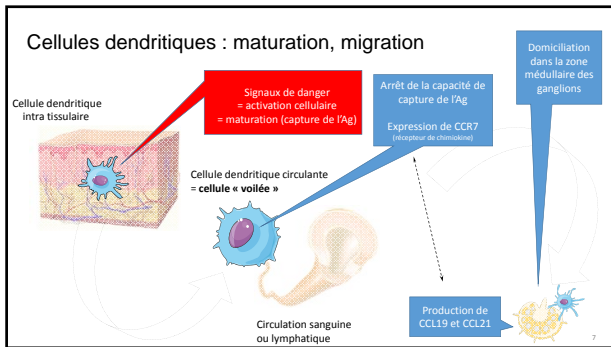 Cellules dendritiques : maturation, migration
Cellule dendritique
intra tissulaire
Signaux de danger
= activation cellulaire
= maturation (capture de l'Ag)
Cellule dendritique circulante
= cellule « voilée »
Arrêt de la capacité de
capture de l'Ag
Expression de CCR7
(récepteur de chimiokine)
Domiciliation
dans la zone
médullaire des
ganglions
Circulation sanguine
ou lymphatique
Production de
CCL19 et CCL21
7